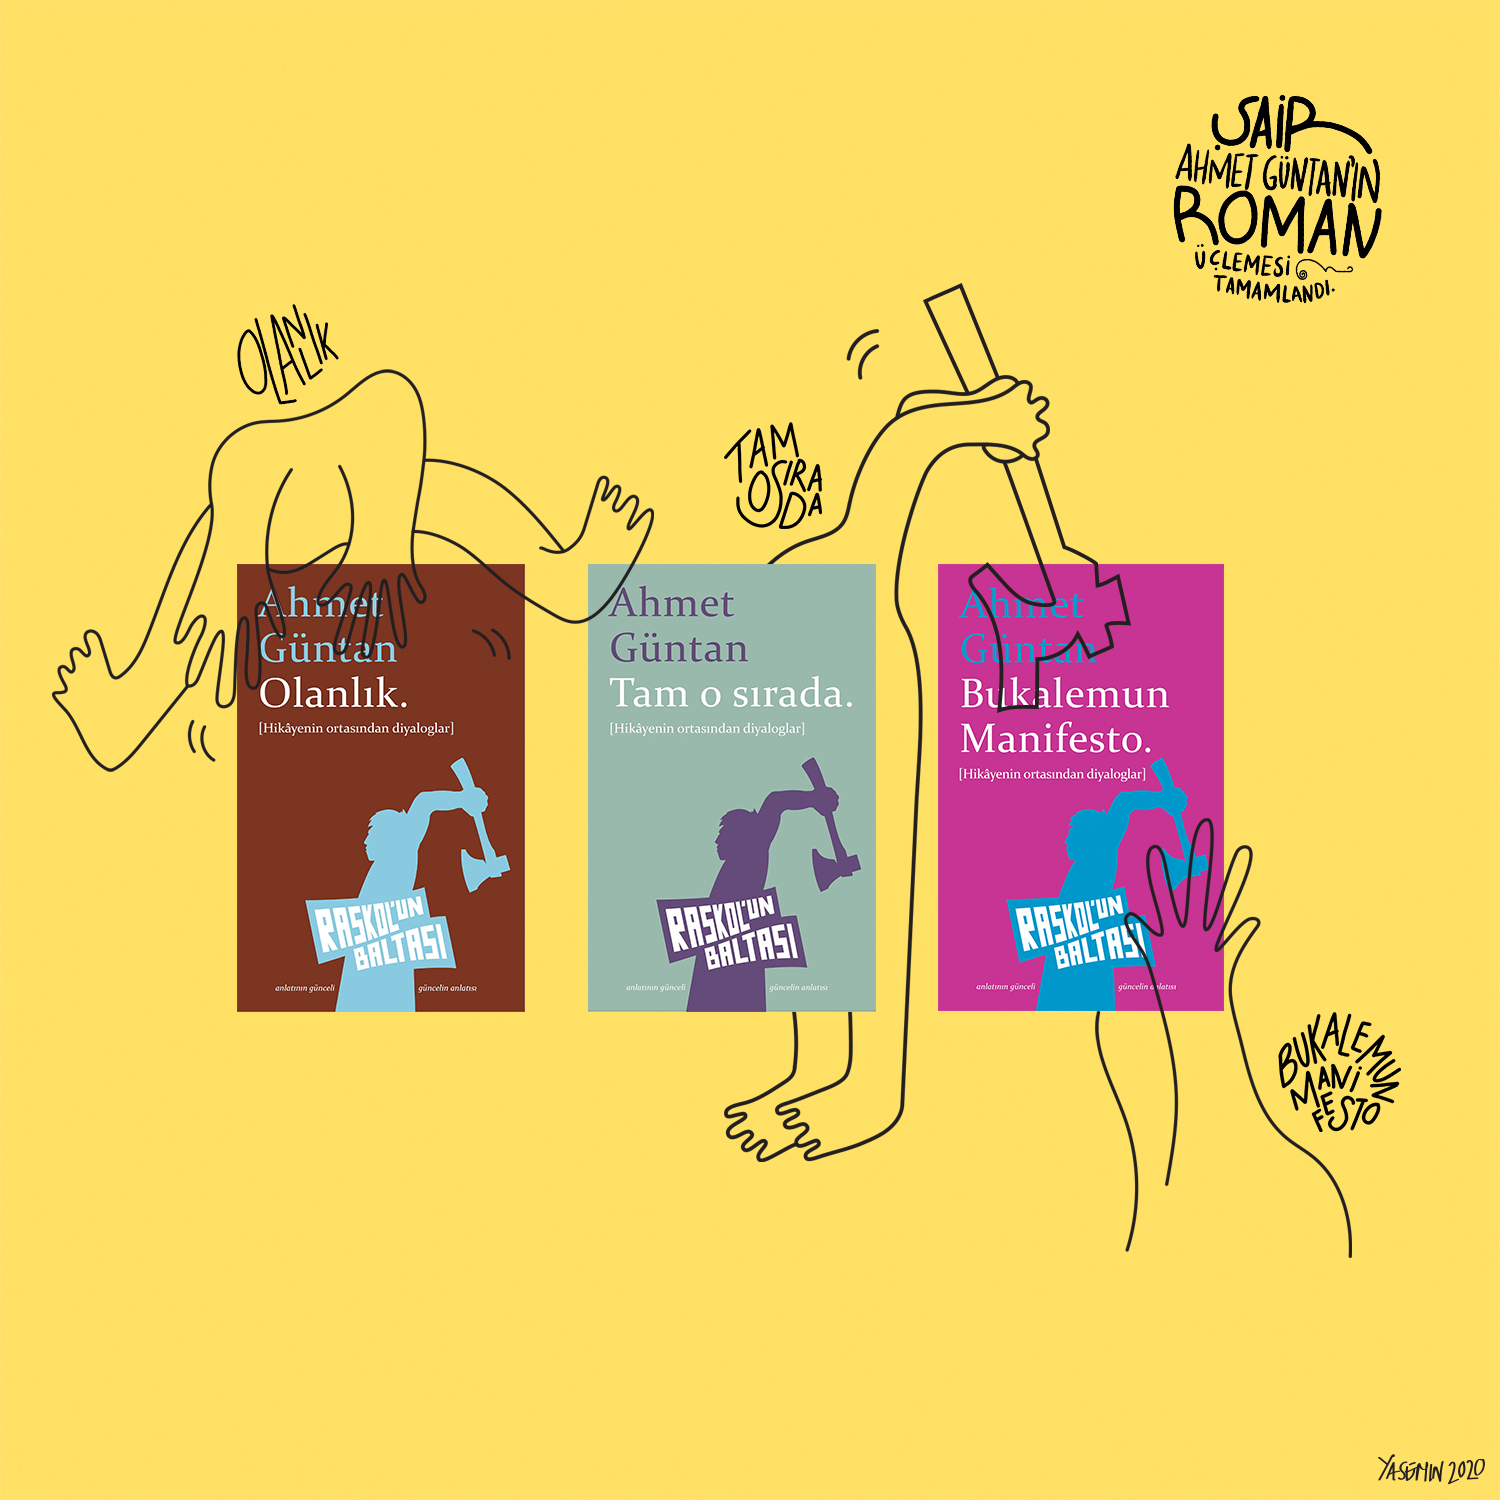 ŞAİR
AHMET GÜNTAN'IN
ROMAN
ÜÇLEMESİ
TAMAMLANDI.
OLANLIK
TAM
O SIRA
DA
Ahmet
Güntan
Olanlık.
[Hikâyenin ortasından diyaloglar]
RASKOL'UN
BALTASI
anlatının günceli güncelin anlatısı
Ahmet
Güntan
Tam o sırada.
[Hikâyenin ortasından diyaloglar]
RASKOL'UN
BALTASI
anlatının günceli güncelin anlatısı
Ahmet
Güntan
Bukalemun
Manifesto.
[Hikâyenin ortasından diyaloglar]
RASKOL'UN
BALTASI
anlatının günceli güncelin anlatısı
BUKALEMUN
MANİ
FESTO
YASEMIN 2020